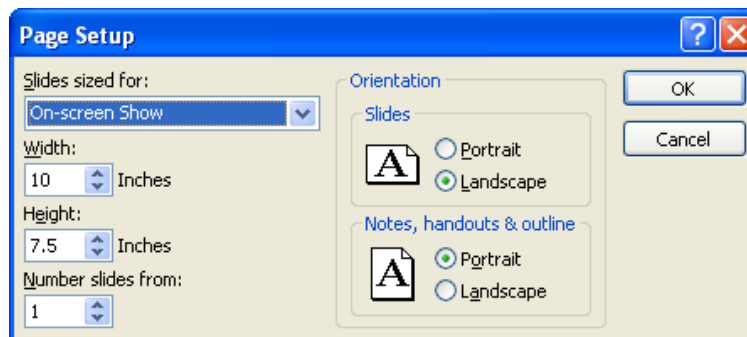 Page Setup
Slides sized for:
On-screen Show
Width:
10 Inches
Height:
7.5 Inches
Number slides from:
1
Orientation
Slides
A
Portrait
Landscape
Notes, handouts & outline
A
Portrait
Landscape
OK
Cancel